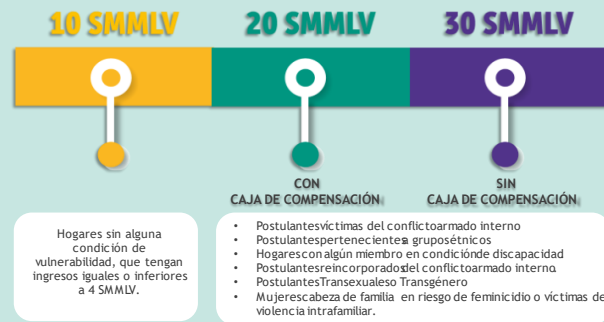 10 SMMLV
20 SMMLV
30 SMMLV
CON
CAJA DE COMPENSACIÓN
SIN
CAJA DE COMPENSACIÓN
Hogares sin alguna
condición de
vulnerabilidad, que tengan
ingresos iguales o inferiores
a 4 SMMLV.
• Postulantesvíctimas del conflictoarmado interno
• Postulantespertenecientesa gruposétnicos
• Hogarescon algún miembro en condiciónde discapacidad
• Postulantesreincorporadosdel conflictoarmado interno.
• PostulantesTransexualeso Transgénero
• Mujerescabeza de familia en riesgo de feminicidio o víctimas de
violencia intrafamiliar.